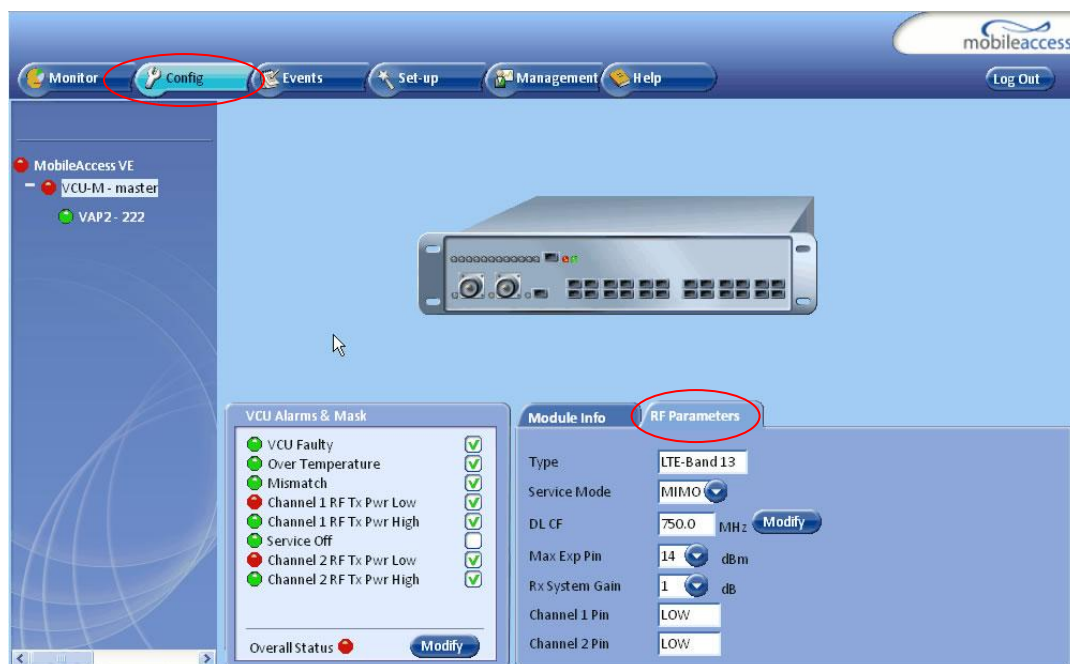 mobileaccess
Monitor
Config
Events
Set-up
Management
Help
Log Out
MobileAccess VE
VCU-M - master
VAP2 - 222
VCU Alarms & Mask
VCU Faulty
Over Temperature
Mismatch
Channel 1 RF Tx Pwr Low
Channel 1 RF Tx Pwr High
Service Off
Channel 2 RF Tx Pwr Low
Channel 2 RF Tx Pwr High
Overall Status
Modify
Module Info
RF Parameters
Type LTE-Band 13
Service Mode MIMO
DL CF 750.0 MHz Modify
Max Exp Pin 14 dBm
Rx System Gain 1 dB
Channel 1 Pin LOW
Channel 2 Pin LOW